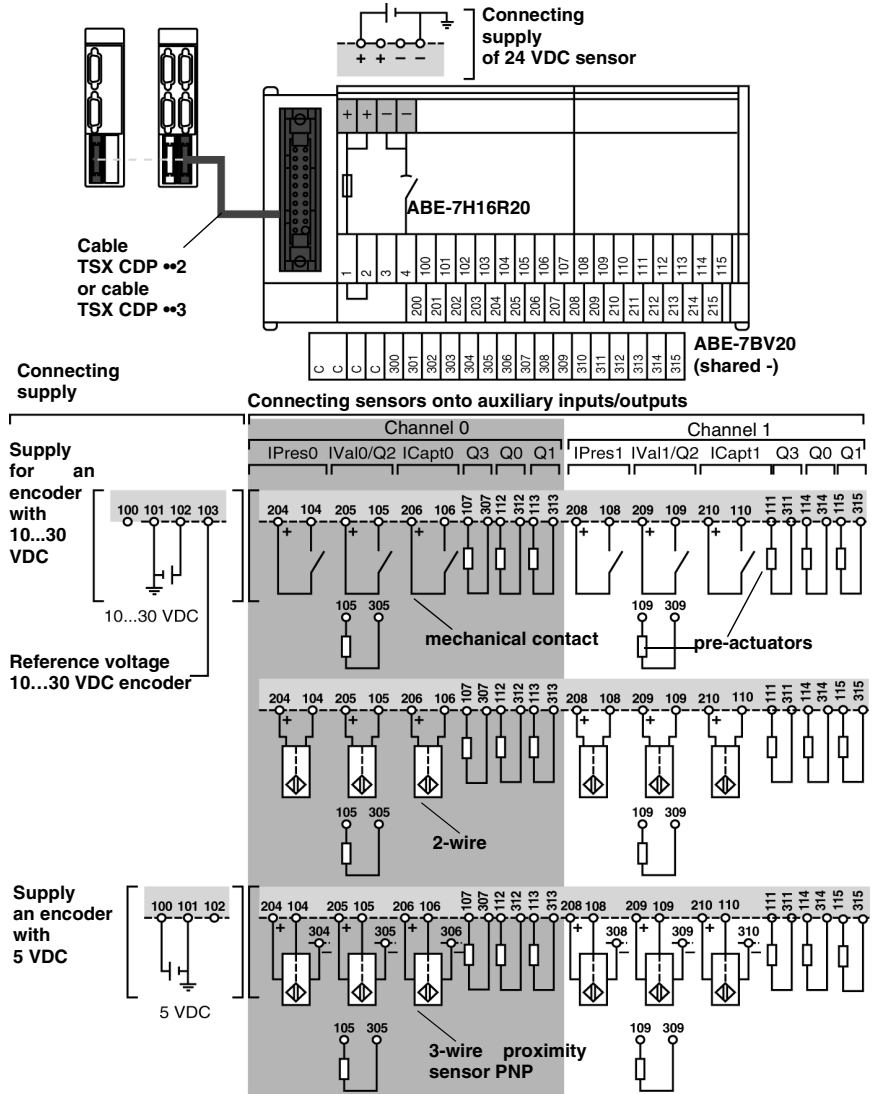 Connecting
supply
of 24 VDC sensor
+ + − −
+ + − −
ABE-7H16R20
Cable
TSX CDP ••2
or cable
TSX CDP ••3
1 2 3 4 100 101 102 103 104 105 106 107 108 109 110 111 112 113 114 115
200 201 202 203 204 205 206 207 208 209 210 211 212 213 214 215
C C C C 300 301 302 303 304 305 306 307 308 309 310 311 312 313 314 315
ABE-7BV20
(shared -)
Connecting
supply
Connecting sensors onto auxiliary inputs/outputs
Channel 0
Channel 1
IPres0 IVal0/Q2 ICapt0 Q3 Q0 Q1
IPres1 IVal1/Q2 ICapt1 Q3 Q0 Q1
Supply
for an
encoder
with
10...30
VDC
100 101 102 103
10...30 VDC
204 104 205 105 206 106 107 307 112 312 113 313
208 108 209 109 210 110 111 311 114 314 115 315
+ + + + + +
105 305
109 309
mechanical contact
pre-actuators
Reference voltage
10...30 VDC encoder
204 104 205 105 206 106 107 307 112 312 113 313
208 108 209 109 210 110 111 311 114 314 115 315
+ + + + + +
105 305
109 309
2-wire
Supply
an encoder
with
5 VDC
100 101 102
5 VDC
204 104 205 105 206 106 107 307 112 312 113 313
208 108 209 109 210 110 111 311 114 314 115 315
+ 304 + 305 + 306 + 308 + 309 + 310
− − − − − −
105 305
109 309
3-wire proximity
sensor PNP